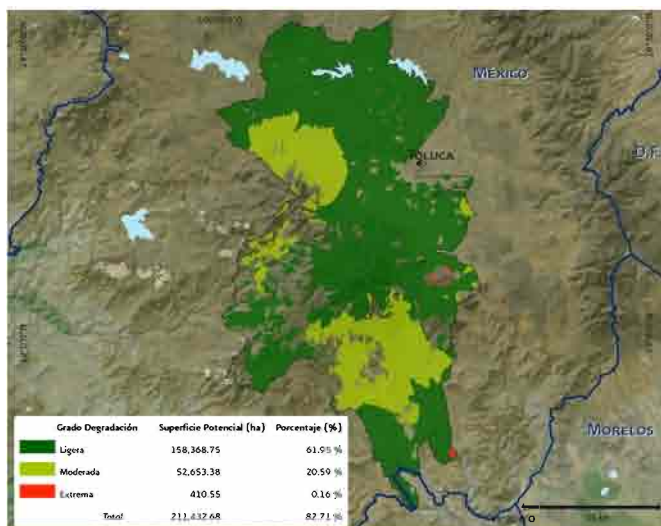 MÉXICO
TOLUCA
MORELOS
Grado Degradación Superficie Potencial (ha) Porcentaje (%)
Ligera 158,368.75 61.95 %
Moderada 52,653.38 20.59 %
Extrema 410.55 0.16 %
Total 211,432.68 82.71 %